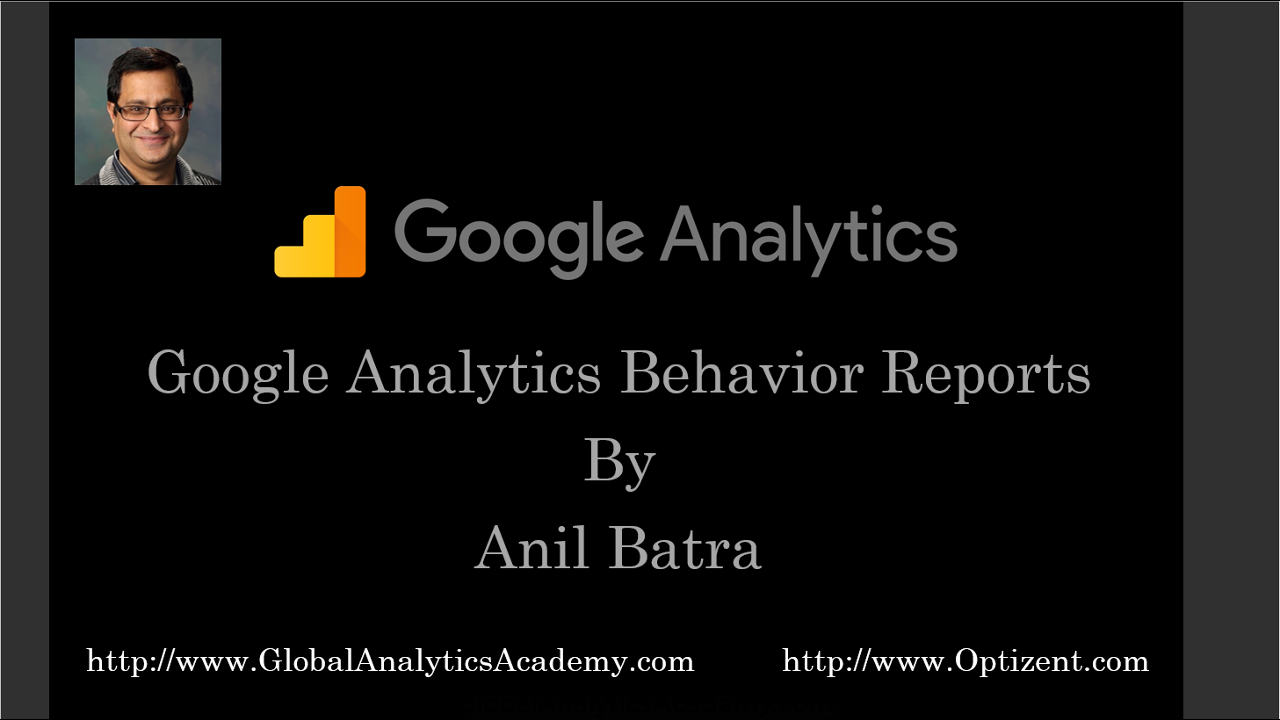 Google Analytics
Google Analytics Behavior Reports
By
Anil Batra
http://www.GlobalAnalyticsAcademy.com http://www.Optizent.com